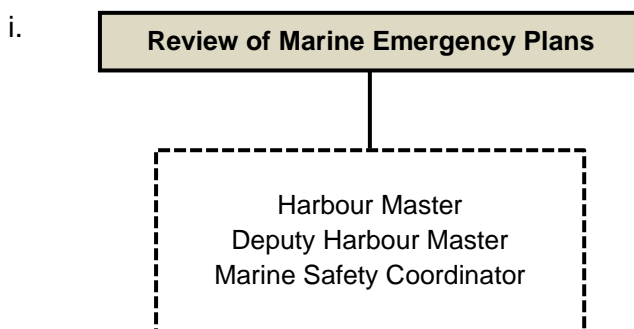 i.
Review of Marine Emergency Plans
Harbour Master
Deputy Harbour Master
Marine Safety Coordinator